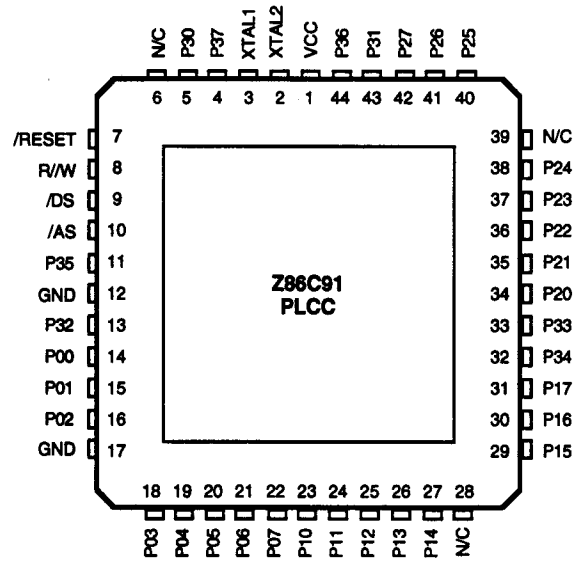 N/C P30 P37 XTAL1 XTAL2 VCC P36 P31 P27 P26 P25
6 5 4 3 2 1 44 43 42 41 40
/RESET 7 39 N/C
R//W 8 38 P24
/DS 9 37 P23
/AS 10 36 P22
P35 11 35 P21
GND 12 34 P20
P32 13 33 P33
P00 14 32 P34
P01 15 31 P17
P02 16 30 P16
GND 17 29 P15
Z86C91
PLCC
18 19 20 21 22 23 24 25 26 27 28
P03 P04 P05 P06 P07 P10 P11 P12 P13 P14 N/C